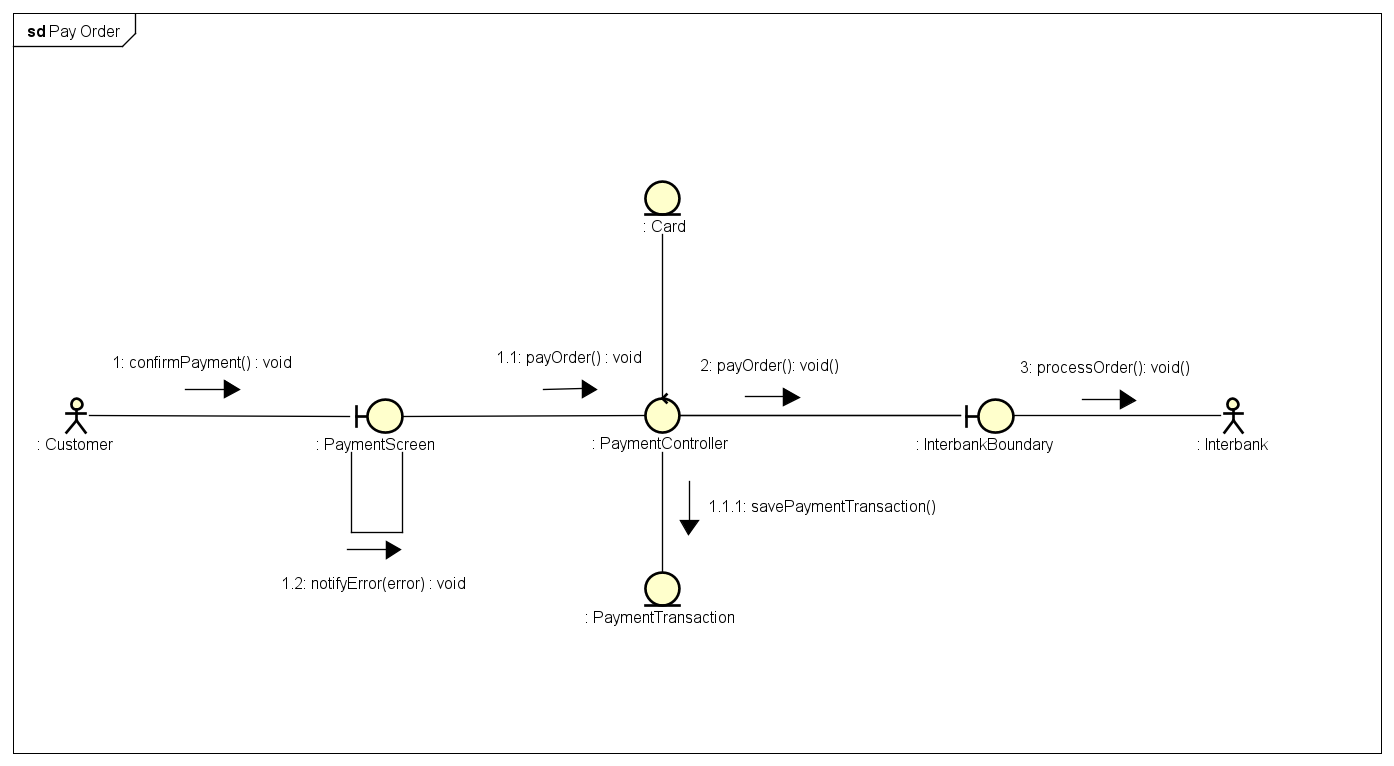 sd Pay Order
: Card
1: confirmPayment() : void
1.1: payOrder() : void
2: payOrder(): void()
3: processOrder(): void()
: Customer
: PaymentScreen
: PaymentController
: InterbankBoundary
: Interbank
1.1.1: savePaymentTransaction()
1.2: notifyError(error) : void
: PaymentTransaction